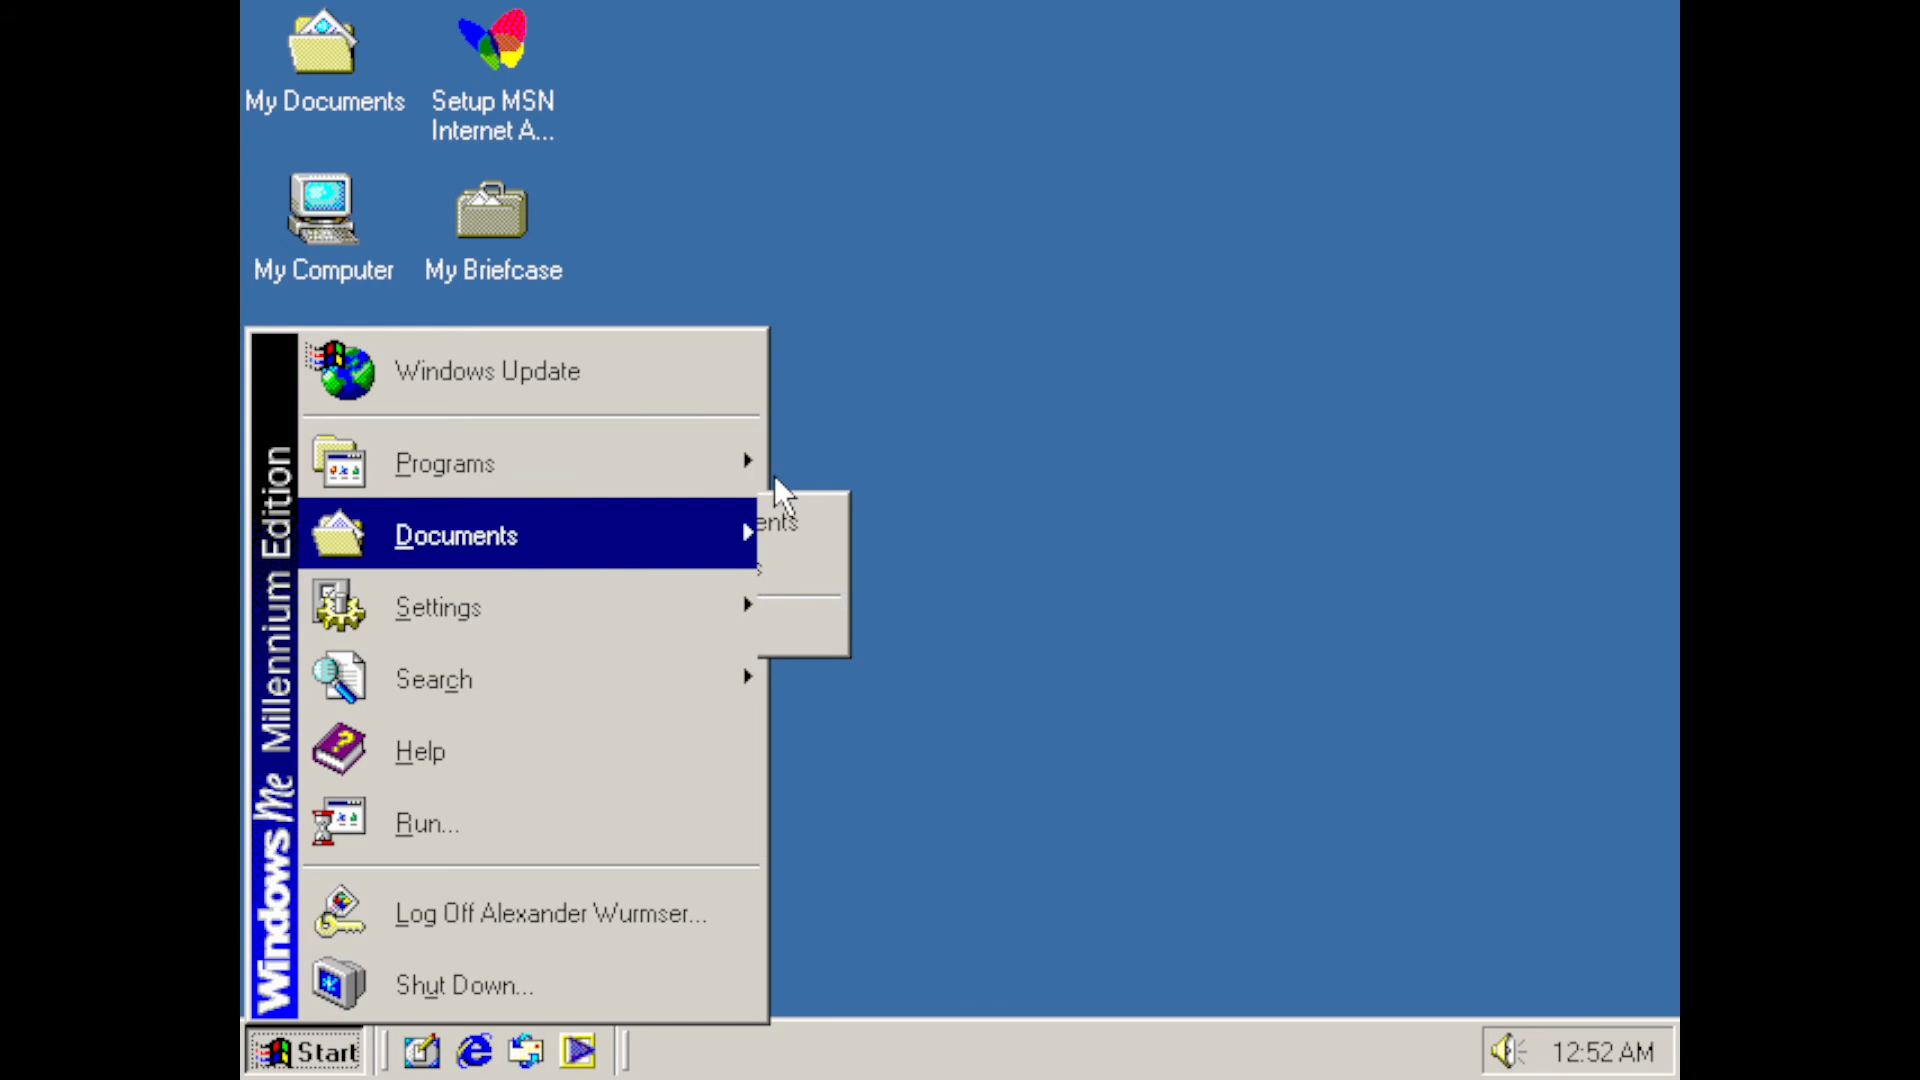 My Documents
Setup MSN
Internet A...
My Computer
My Briefcase
Windows Update
Programs
Documents
ents
s
Settings
Search
Help
Run...
Log Off Alexander Wurmser...
Shut Down...
Windows Me Millennium Edition
Start
12:52 AM